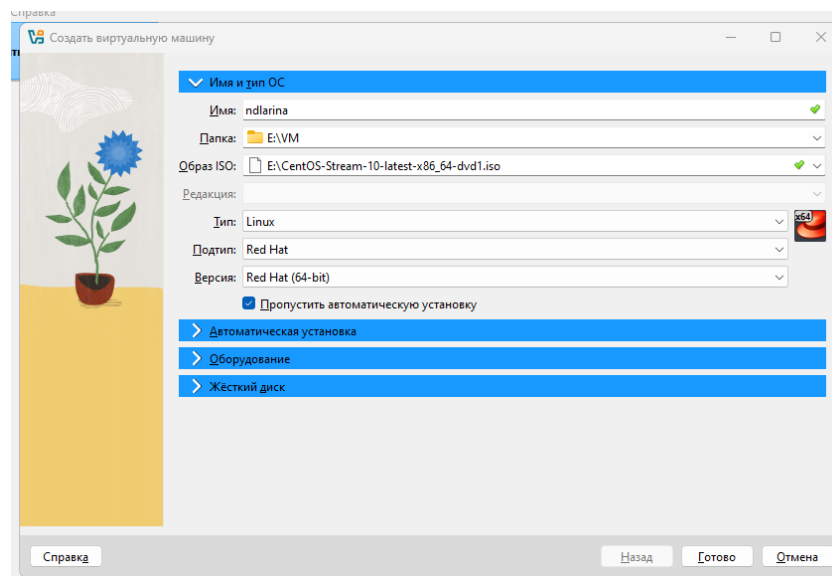 Справка
Создать виртуальную машину
Имя и тип ОС
Имя: ndlarina
Папка: E:\VM
Образ ISO: E:\CentOS-Stream-10-latest-x86_64-dvd1.iso
Редакция:
Тип: Linux
x64
Подтип: Red Hat
Версия: Red Hat (64-bit)
Пропустить автоматическую установку
Автоматическая установка
Оборудование
Жёсткий диск
Справка Назад Готово Отмена